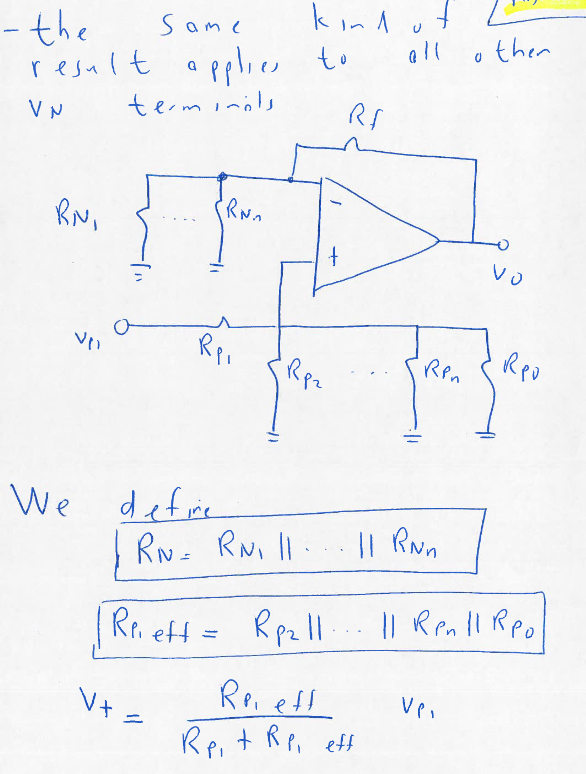 - the same kind of
result applies to all other
VN terminals
Rf
RN1 .... RNn
-
+
vo
vP1
RP1
RP2 ... RPn RP0
We define
RN = RN1 || ... || RNn
RP1 eff = RP2 || ... || RPn || RP0
V+ = RP1 eff / RP1 + RP1 eff vP1